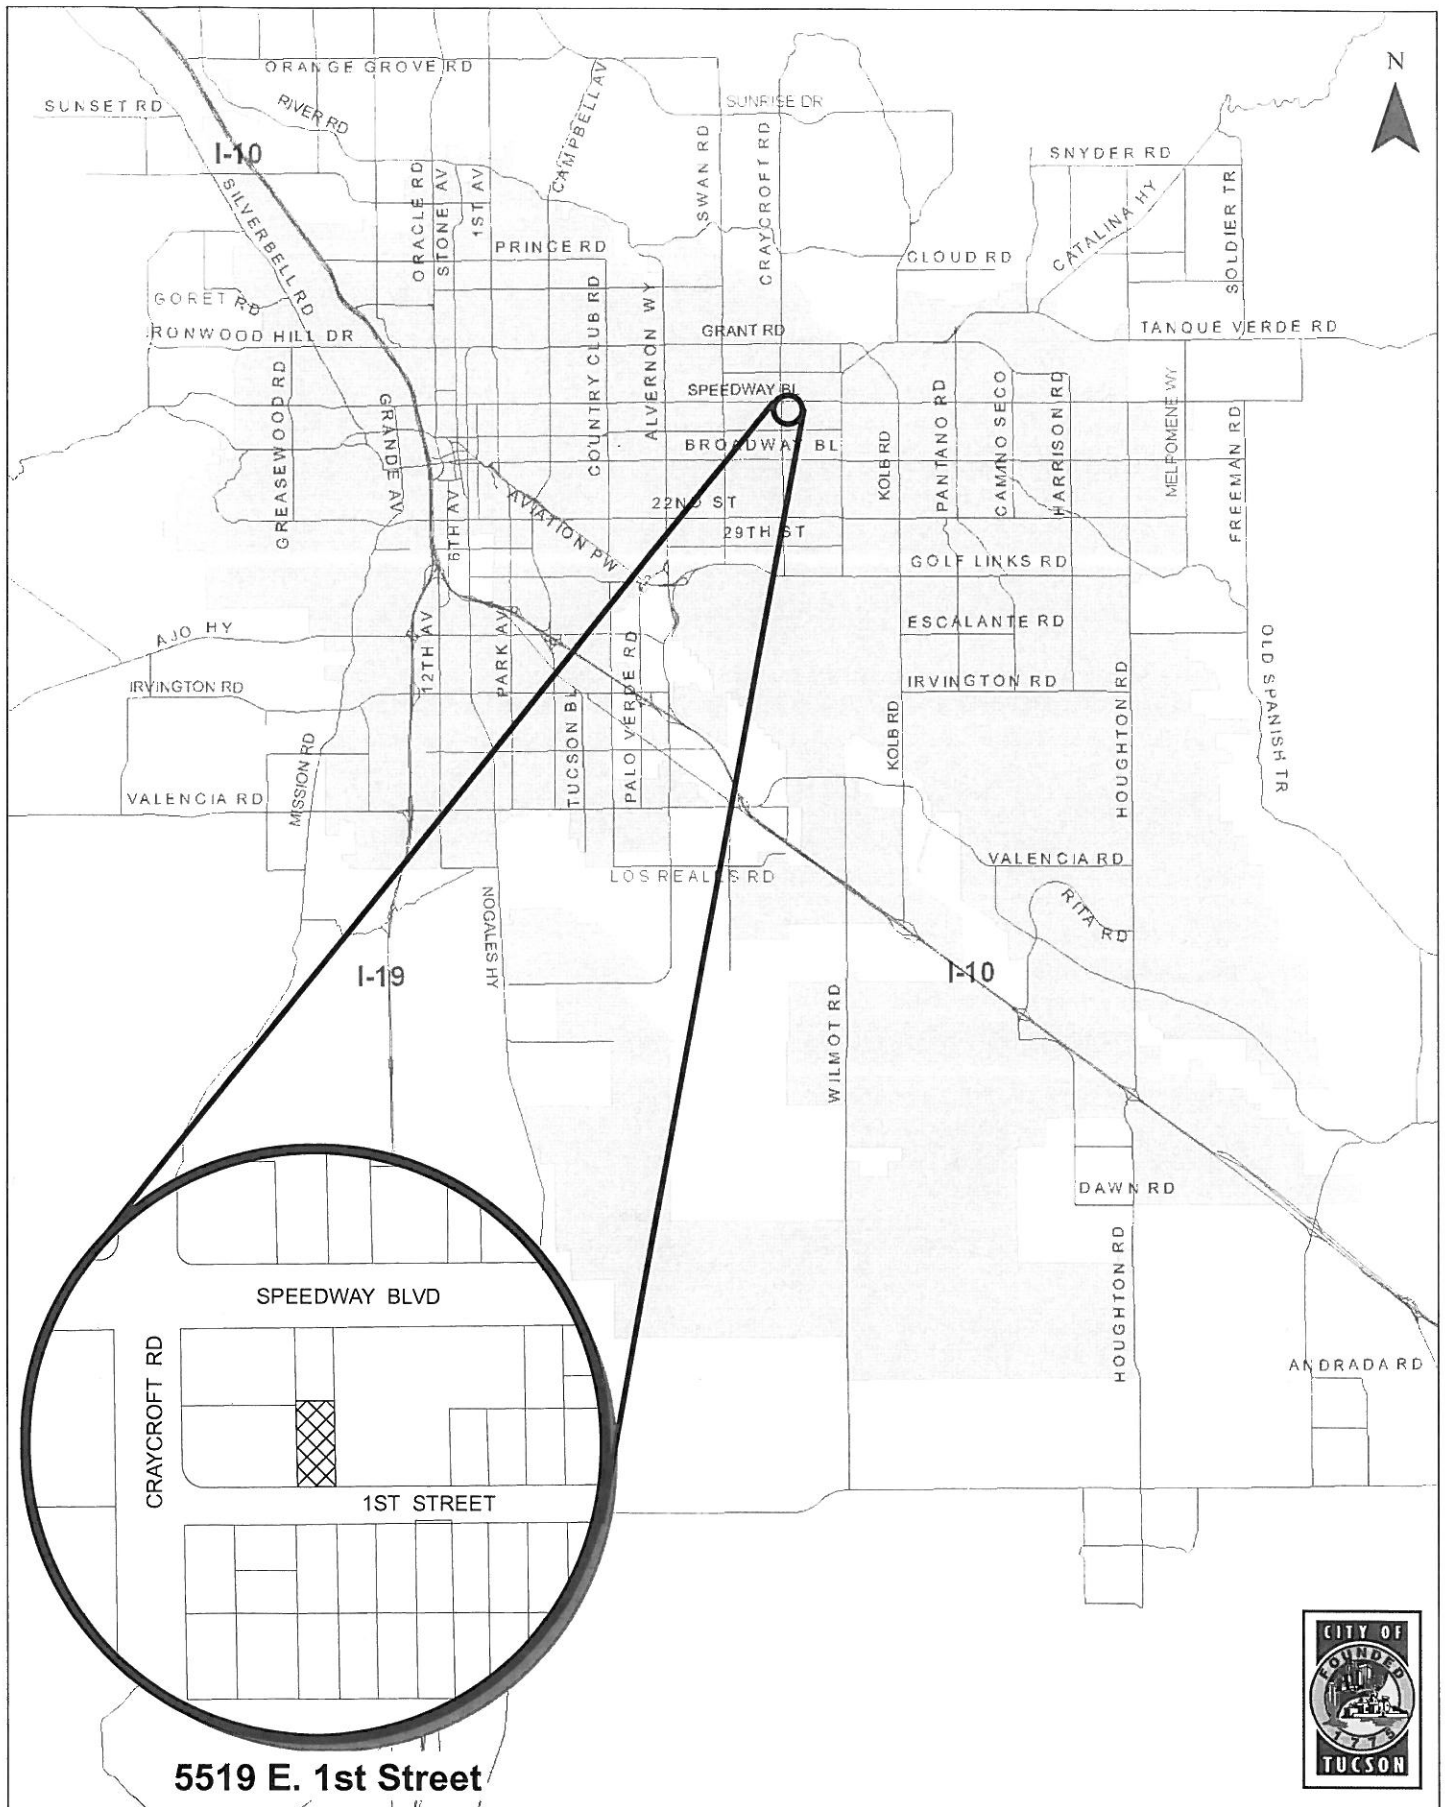 N
ORANGE GROVE RD
SUNSET RD
RIVER RD
CAMPBELL AV
SUNRISE DR
I-10
SWAN RD
CRAYCROFT RD
SNYDER RD
SILVERBELL RD
ORACLE RD
STONE AV
1ST AV
PRINCE RD
CLOUD RD
CATALINA HY
SOLDIER TR
GORET RD
IRONWOOD HILL DR
COUNTRY CLUB RD
ALVERNON WY
GRANT RD
TANQUE VERDE RD
GREASEWOOD RD
GRANDE AV
SPEEDWAY BL
BROADWAY BL
KOLB RD
PANTANO RD
CAMINO SECO
HARRISON RD
MELPOMENE WY
FREEMAN RD
6TH AV
AVIATION PW
22ND ST
29TH ST
GOLF LINKS RD
AJO HY
12TH AV
PARK AV
PALO VERDE RD
ESCALANTE RD
OLD SPANISH TR
IRVINGTON RD
IRVINGTON RD
TUCSON BL
KOLB RD
HOUGHTON RD
MISSION RD
VALENCIA RD
VALENCIA RD
LOS REALES RD
RITA RD
NOGALES HY
I-19
I-10
WILMOT RD
DAWN RD
HOUGHTON RD
ANDRADA RD
SPEEDWAY BLVD
CRAYCROFT RD
1ST STREET
5519 E. 1st Street
CITY OF
FOUNDED
1775
TUCSON